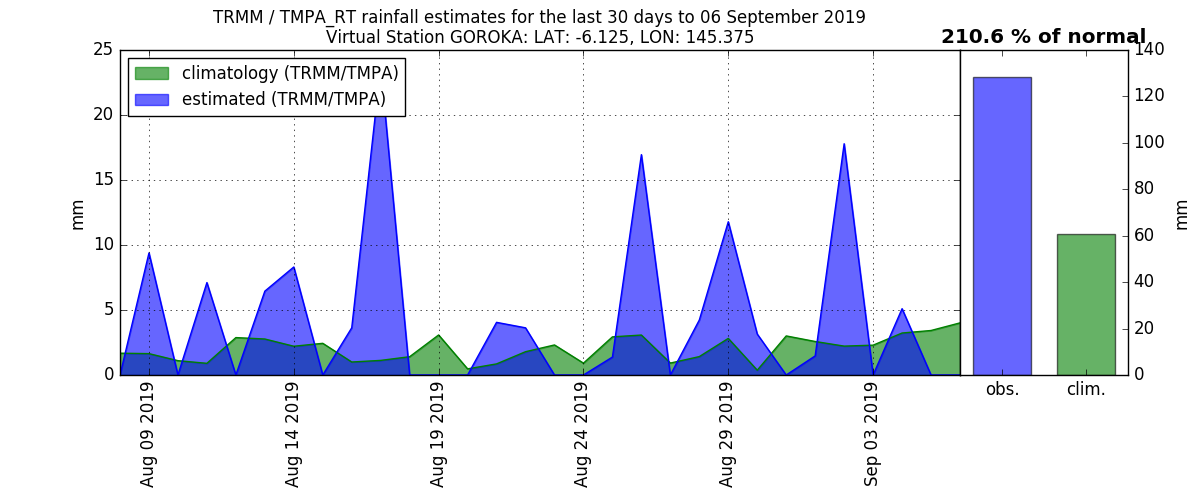 TRMM / TMPA_RT rainfall estimates for the last 30 days to 06 September 2019
Virtual Station GOROKA: LAT: -6.125, LON: 145.375
210.6 % of normal
climatology (TRMM/TMPA)
estimated (TRMM/TMPA)
25
20
15
10
5
0
mm
Aug 09 2019
Aug 14 2019
Aug 19 2019
Aug 24 2019
Aug 29 2019
Sep 03 2019
140
120
100
80
60
40
20
0
mm
obs.
clim.